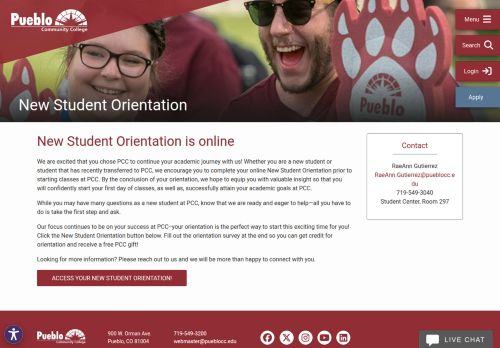 Pueblo
Community College
Menu
Search
Login
Apply
Pueblo
New Student Orientation
New Student Orientation is online
We are excited that you chose PCC to continue your academic journey with us! Whether you are a new student or
student that has recently transferred to PCC, we encourage you to complete your online New Student Orientation prior
to starting classes at PCC. By the conclusion of your orientation, we hope to equip you with valuable insight so that you
will confidently start your first day of classes, as well as, successfully attain your academic goals at PCC.
While you may have many questions as a new student at PCC, know that we are ready and eager to help—all you have to
do is take the first step and ask.
Our focus continues to be on your success at PCC–your orientation is the perfect way to start this exciting time for you!
Click the New Student Orientation button below. Fill out the orientation survey at the end so you can get credit for
orientation and receive a free PCC gift!
Looking for more information? Please reach out to us and we will be more than happy to connect with you.
ACCESS YOUR NEW STUDENT ORIENTATION!
Contact
RaeAnn Gutierrez
RaeAnn.Gutierrez@pueblocc.e
du
719-549-3040
Student Center, Room 297
Pueblo
Community College
900 W. Orman Ave.
Pueblo, CO 81004
719-549-3200
webmaster@pueblocc.edu
LIVE CHAT